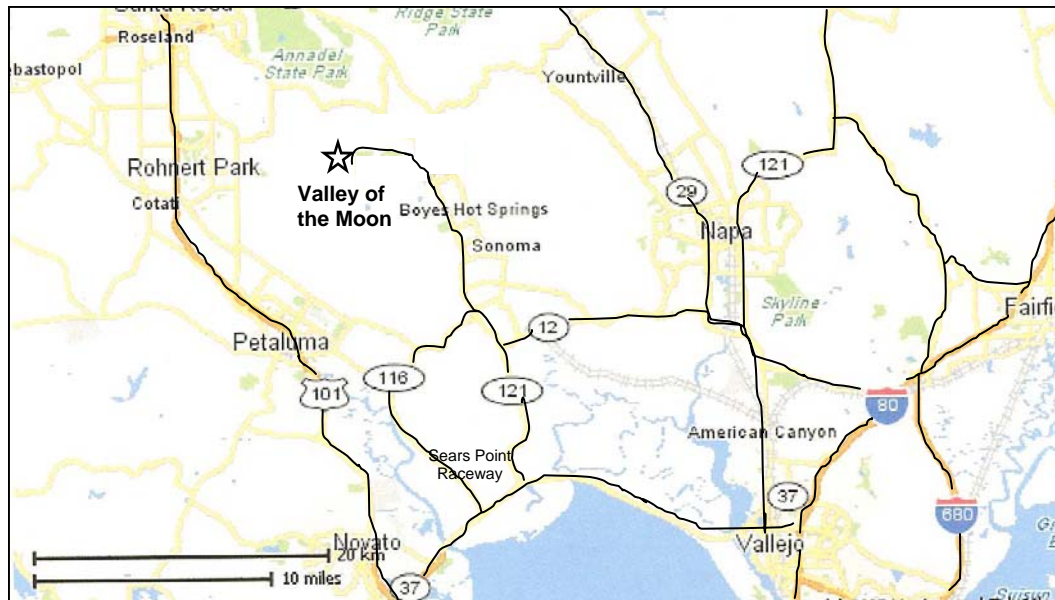 Roseland
Ridge State
Park
Annadel
State Park
ebastopol
Yountville
Rohnert Park
121
Valley of
the Moon
29
Cotati
Boyes Hot Springs
Napa
Sonoma
Skyline
Park
Fairfi
12
Petaluma
116
121
101
80
American Canyon
Sears Point
Raceway
37
680
Novato
Vallejo
20 km
10 miles
37
Suisun